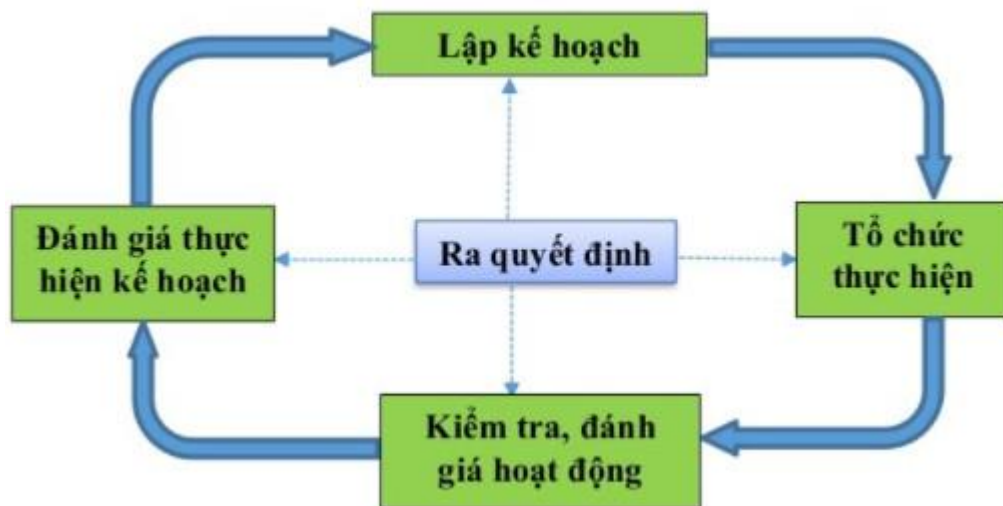 Lập kế hoạch
Đánh giá thực
hiện kế hoạch
Ra quyết định
Tổ chức
thực hiện
Kiểm tra, đánh
giá hoạt động